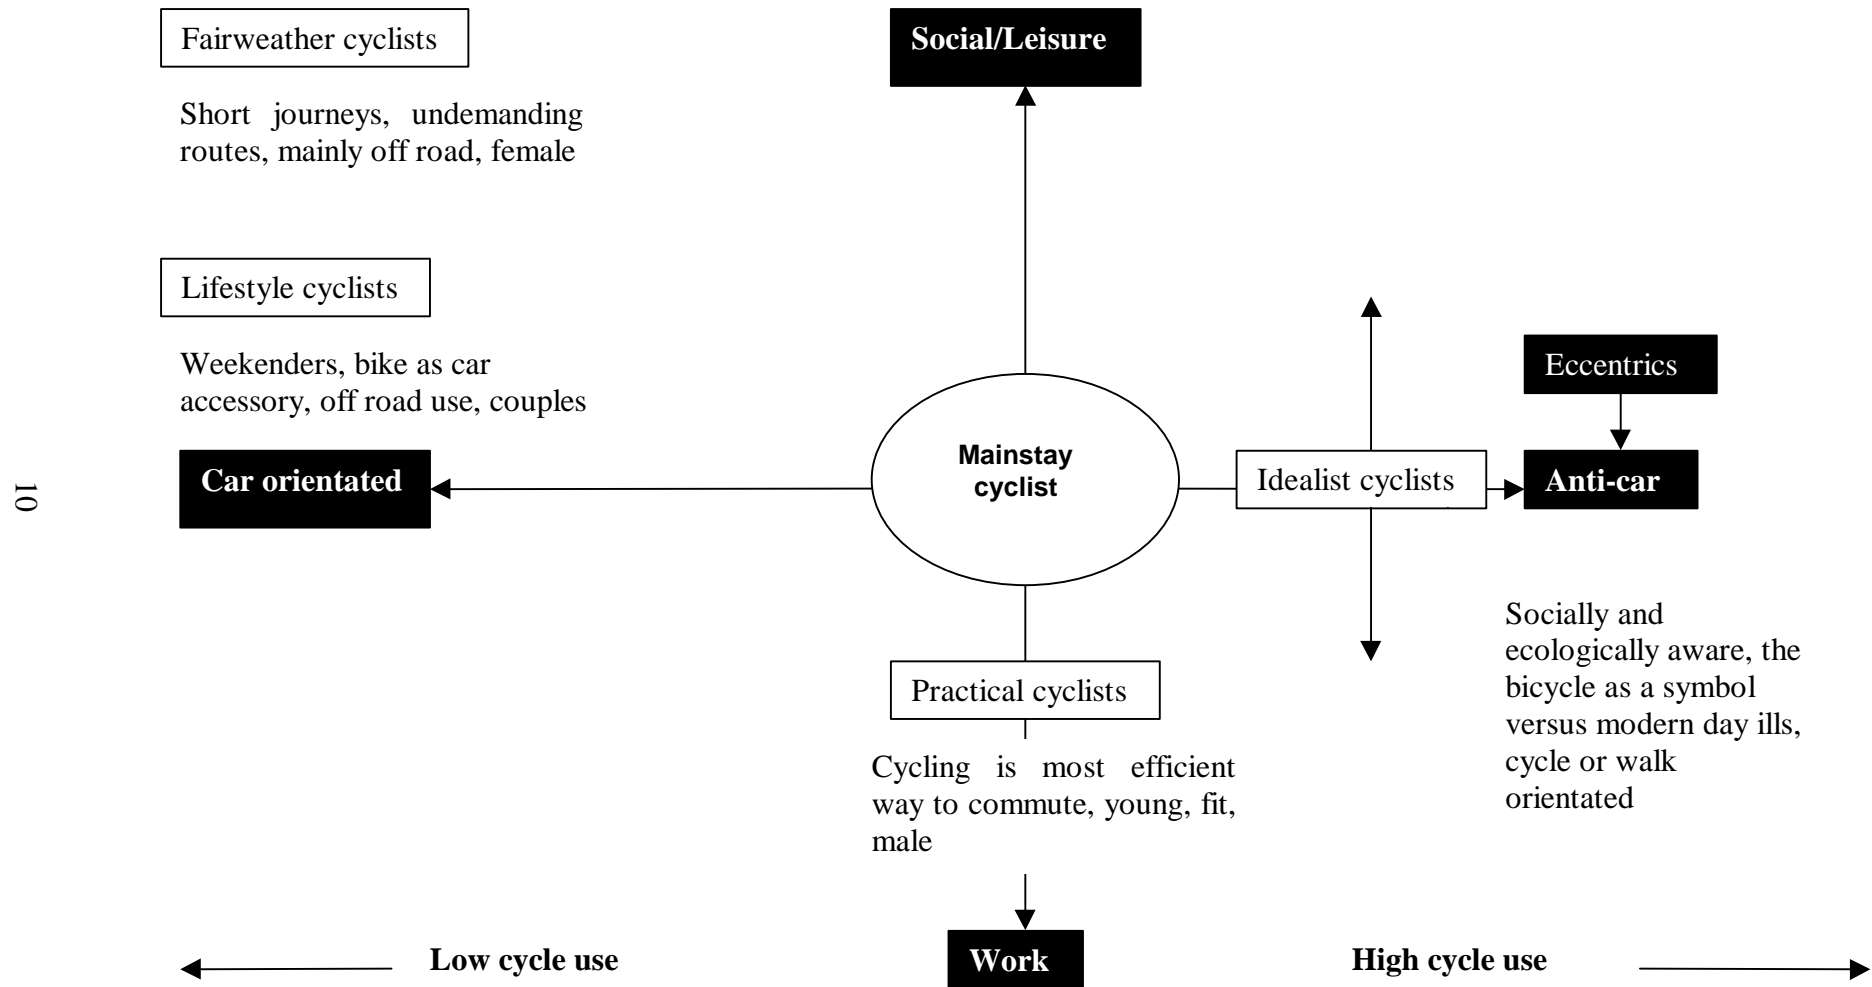 Fairweather cyclists
Social/Leisure
Short journeys, undemanding
routes, mainly off road, female
Lifestyle cyclists
Weekenders, bike as car
accessory, off road use, couples
Eccentrics
Mainstay
cyclist
Car orientated
Idealist cyclists
Anti-car
10
Socially and
ecologically aware, the
bicycle as a symbol
versus modern day ills,
cycle or walk
orientated
Practical cyclists
Cycling is most efficient
way to commute, young, fit,
male
Low cycle use
Work
High cycle use